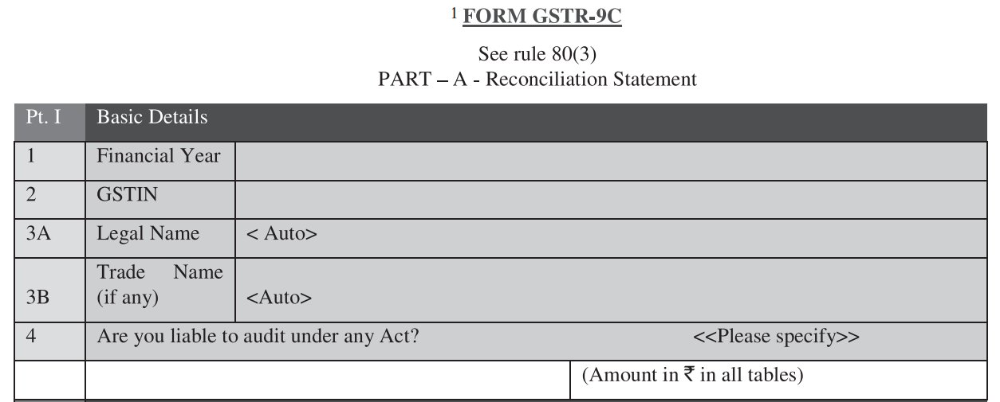 1 FORM GSTR-9C
See rule 80(3)
PART – A - Reconciliation Statement
Pt. I Basic Details
1 Financial Year
2 GSTIN
3A Legal Name < Auto>
Trade Name
3B (if any) <Auto>
4 Are you liable to audit under any Act? <<Please specify>>
(Amount in ₹ in all tables)